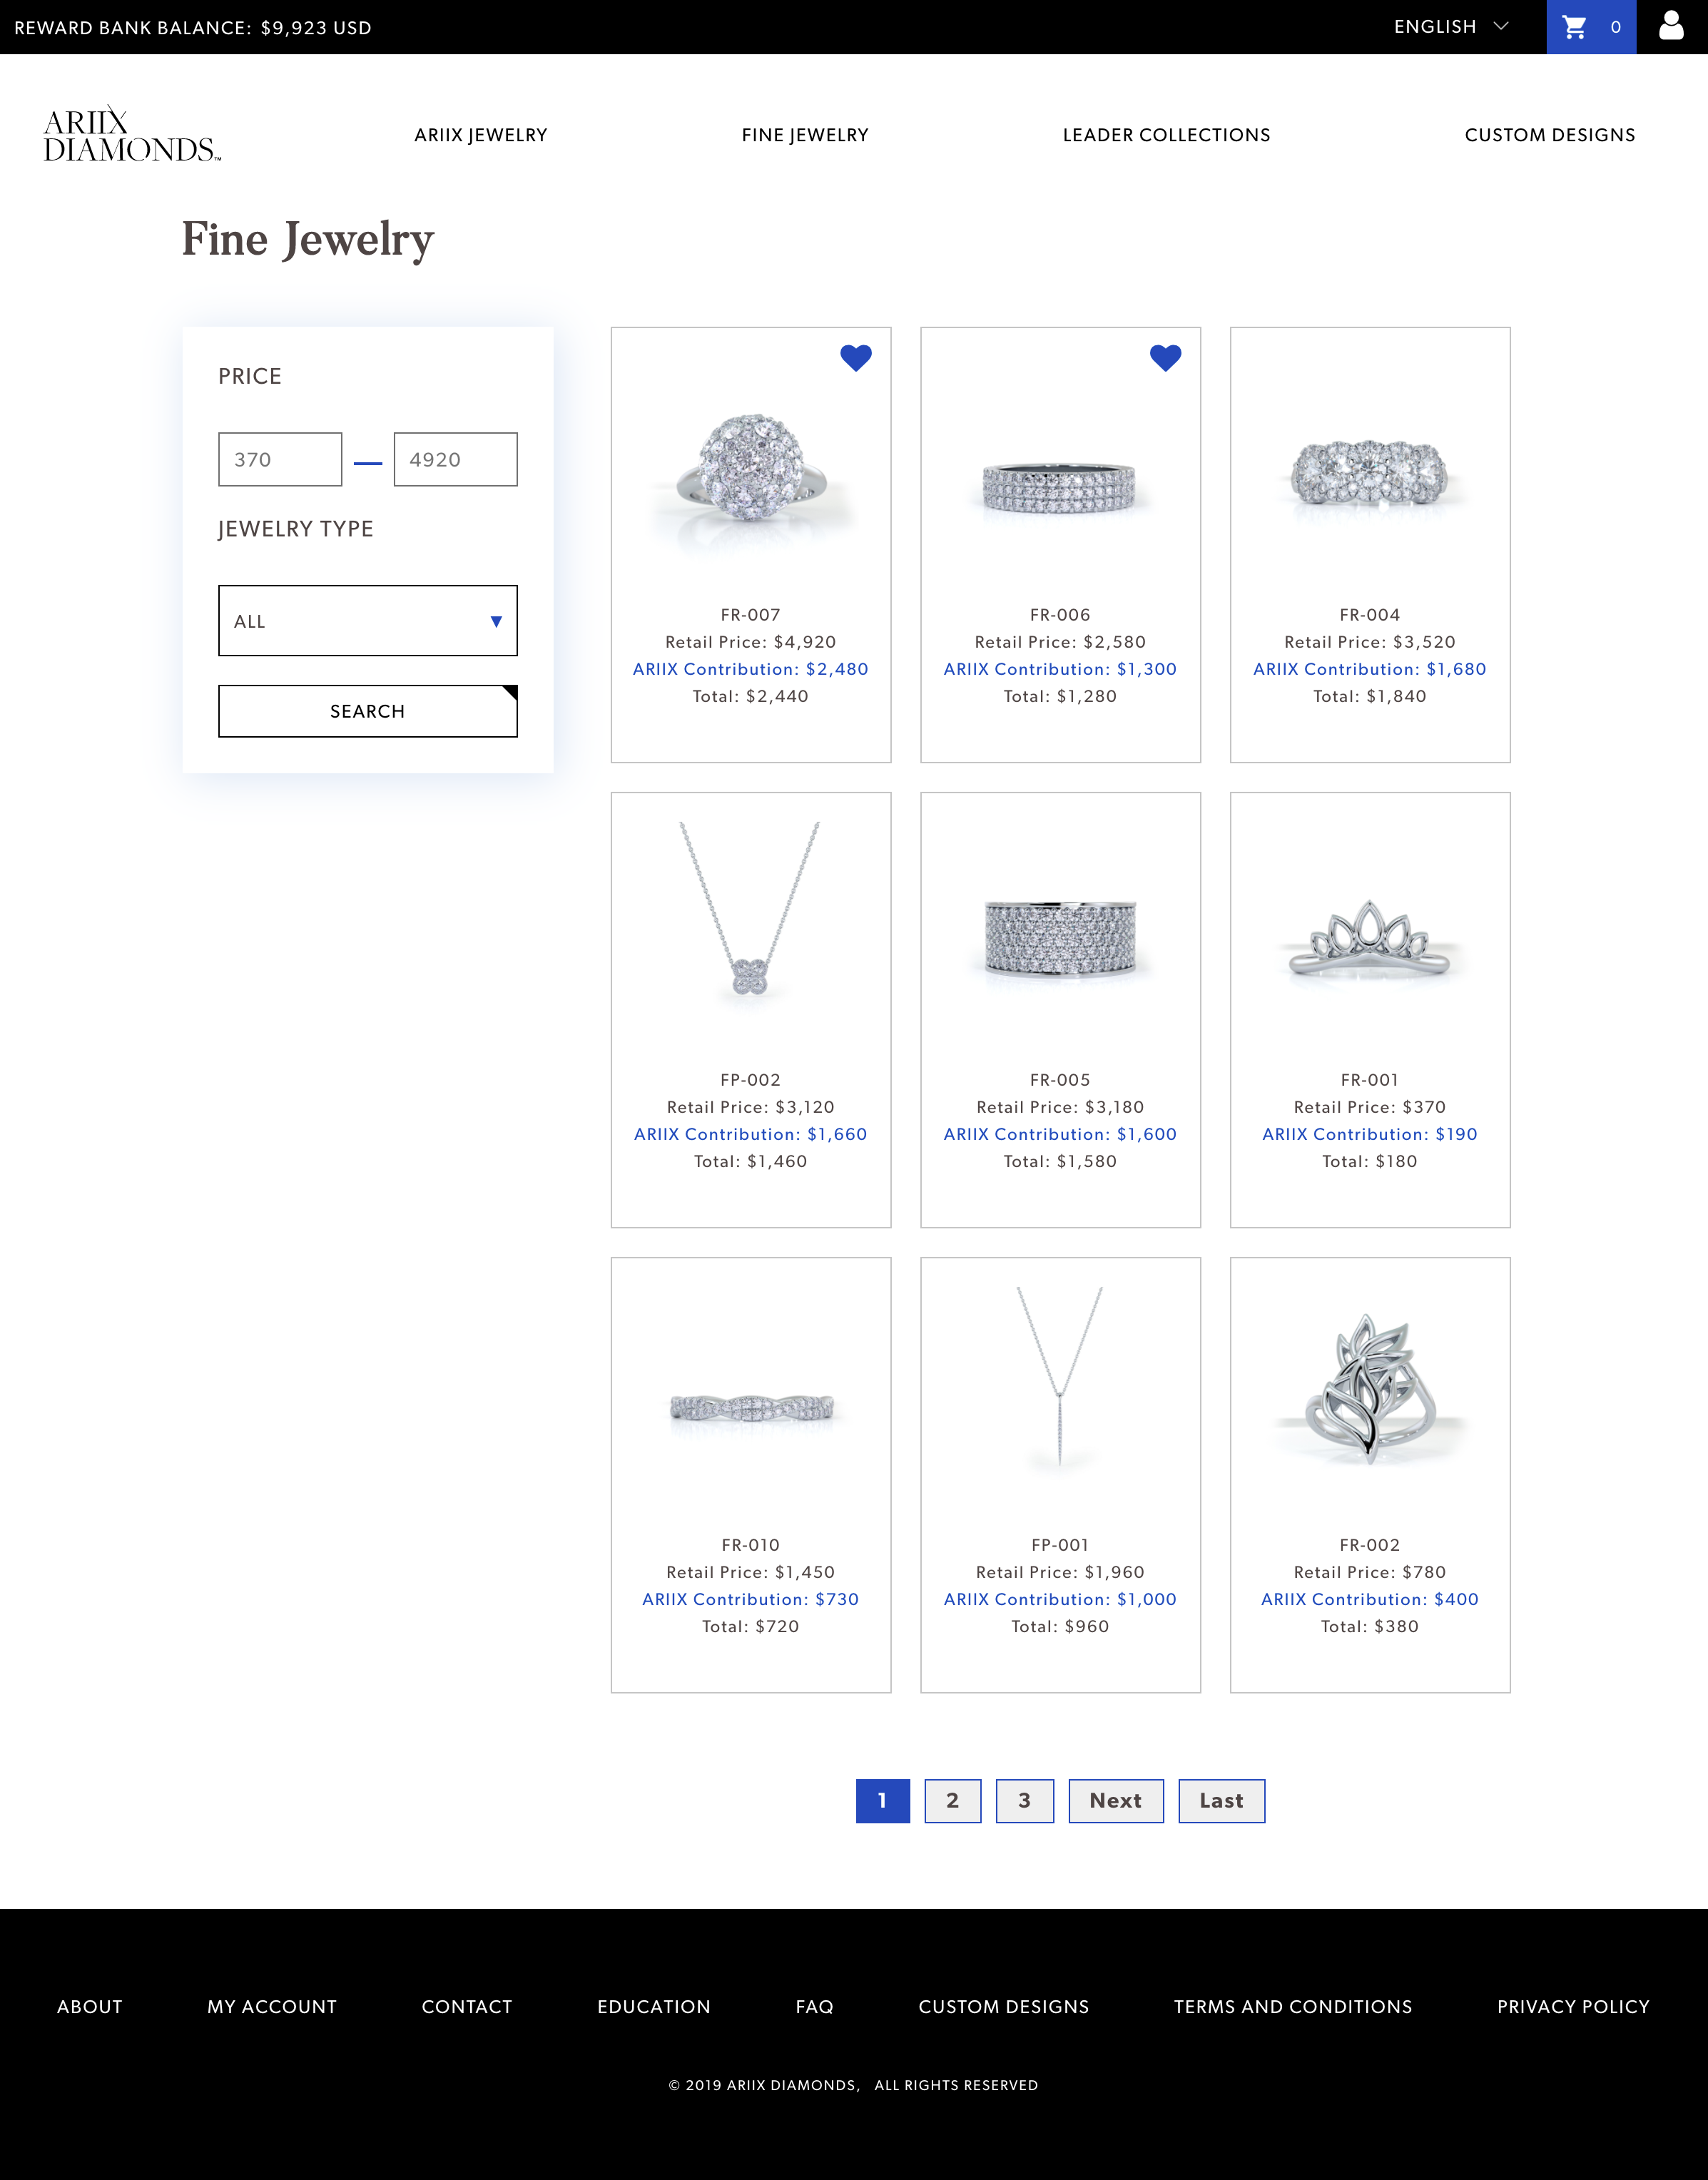 REWARD BANK BALANCE: $9,923 USD
ENGLISH
0
ARIIX
DIAMONDS™
ARIIX JEWELRY
FINE JEWELRY
LEADER COLLECTIONS
CUSTOM DESIGNS
Fine Jewelry
PRICE
370
4920
JEWELRY TYPE
ALL
SEARCH
FR-007
Retail Price: $4,920
ARIIX Contribution: $2,480
Total: $2,440
FR-006
Retail Price: $2,580
ARIIX Contribution: $1,300
Total: $1,280
FR-004
Retail Price: $3,520
ARIIX Contribution: $1,680
Total: $1,840
FP-002
Retail Price: $3,120
ARIIX Contribution: $1,660
Total: $1,460
FR-005
Retail Price: $3,180
ARIIX Contribution: $1,600
Total: $1,580
FR-001
Retail Price: $370
ARIIX Contribution: $190
Total: $180
FR-010
Retail Price: $1,450
ARIIX Contribution: $730
Total: $720
FP-001
Retail Price: $1,960
ARIIX Contribution: $1,000
Total: $960
FR-002
Retail Price: $780
ARIIX Contribution: $400
Total: $380
1
2
3
Next
Last
ABOUT
MY ACCOUNT
CONTACT
EDUCATION
FAQ
CUSTOM DESIGNS
TERMS AND CONDITIONS
PRIVACY POLICY
© 2019 ARIIX DIAMONDS, ALL RIGHTS RESERVED